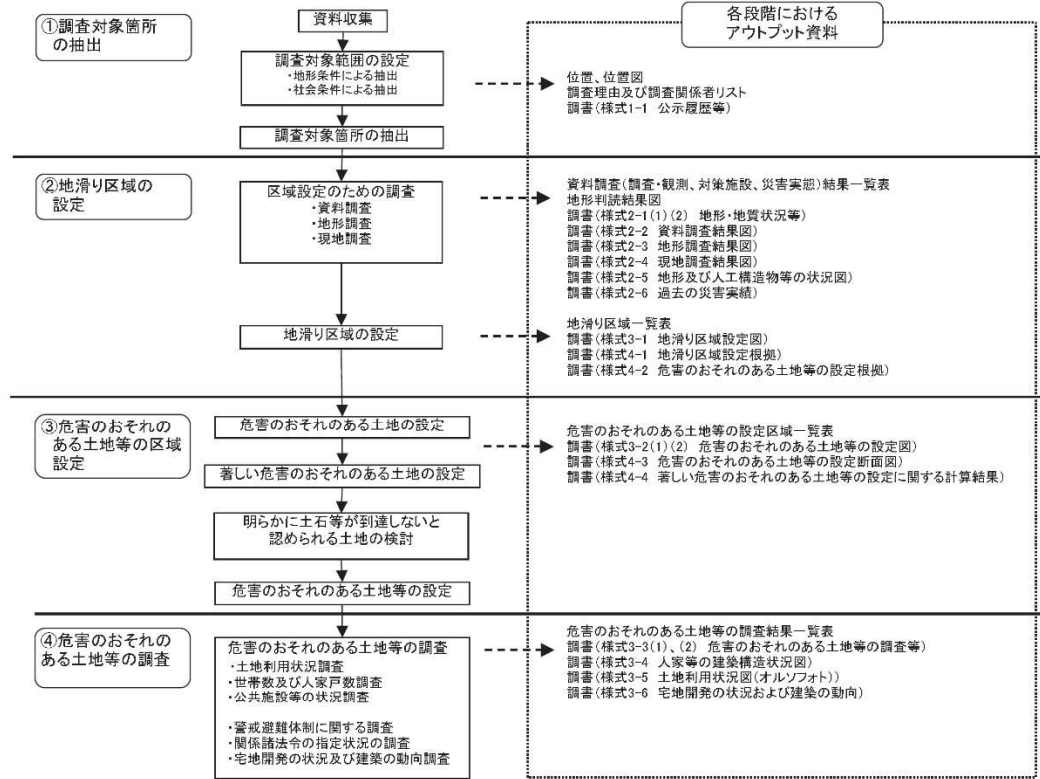 資料収集
各段階における
アウトプット資料
①調査対象箇所
の抽出
調査対象範囲の設定
・地形条件による抽出
・社会条件による抽出
位置、位置図
調査理由及び調査関係者リスト
調書(様式1-1 公示履歴等)
調査対象箇所の抽出
②地滑り区域の
設定
区域設定のための調査
・資料調査
・地形調査
・現地調査
資料調査(調査・観測、対策施設、災害実態)結果一覧表
地形判読結果図
調書(様式2-1(1)(2) 地形・地質状況等)
調書(様式2-2 資料調査結果図)
調書(様式2-3 地形調査結果図)
調書(様式2-4 現地調査結果図)
調書(様式2-5 地形及び人工構造物等の状況図)
調書(様式2-6 過去の災害実績)
地滑り区域の設定
地滑り区域一覧表
調書(様式3-1 地滑り区域設定図)
調書(様式4-1 地滑り区域設定根拠)
調書(様式4-2 危害のおそれのある土地等の設定根拠)
③危害のおそれの
ある土地等の区域
設定
危害のおそれのある土地の設定
著しい危害のおそれのある土地の設定
明らかに土石等が到達しないと
認められる土地の検討
危害のおそれのある土地等の設定
危害のおそれのある土地等の設定区域一覧表
調書(様式3-2(1)(2) 危害のおそれのある土地等の設定図)
調書(様式4-3 危害のおそれのある土地等の設定断面図)
調書(様式4-4 著しい危害のおそれのある土地等の設定に関する計算結果)
④危害のおそれの
ある土地等の調査
危害のおそれのある土地等の調査
・土地利用状況調査
・世帯数及び人家戸数調査
・公共施設等の状況調査
・警戒避難体制に関する調査
・関係諸法令の指定状況の調査
・宅地開発の状況及び建築の動向調査
危害のおそれのある土地等の調査結果一覧表
調書(様式3-3(1)、(2) 危害のおそれのある土地等の調査等)
調書(様式3-4 人家等の建築構造状況図)
調書(様式3-5 土地利用状況図(オルソフォト))
調書(様式3-6 宅地開発の状況および建築の動向)